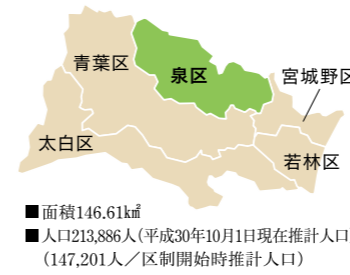 青葉区
泉区
宮城野区
太白区
若林区
■面積146.61㎢
■人口213,886人(平成30年10月1日現在推計人口
(147,201人／区制開始時推計人口)